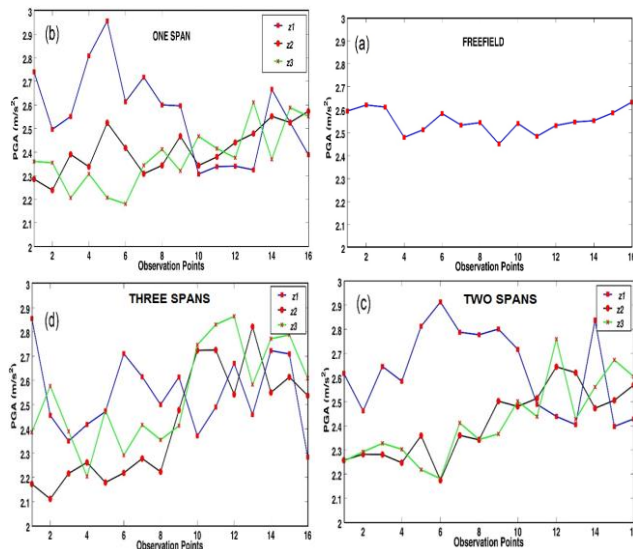 (b)
ONE SPAN
z1
z2
z3
PGA (m/s²)
3
2.9
2.8
2.7
2.6
2.5
2.4
2.3
2.2
2.1
2
2 4 6 8 10 12 14 16
Observation Points
(a)
FREEFIELD
PGA (m/s²)
3
2.9
2.8
2.7
2.6
2.5
2.4
2.3
2.2
2.1
2
2 4 6 8 10 12 14 16
Observation Points
(d)
THREE SPANS
z1
z2
z3
PGA (m/s²)
3
2.9
2.8
2.7
2.6
2.5
2.4
2.3
2.2
2.1
2
2 4 6 8 10 12 14 16
Observation Points
(c)
TWO SPANS
z1
z2
z3
PGA (m/s²)
3
2.9
2.8
2.7
2.6
2.5
2.4
2.3
2.2
2.1
2
2 4 6 8 10 12 14 16
Observation Points